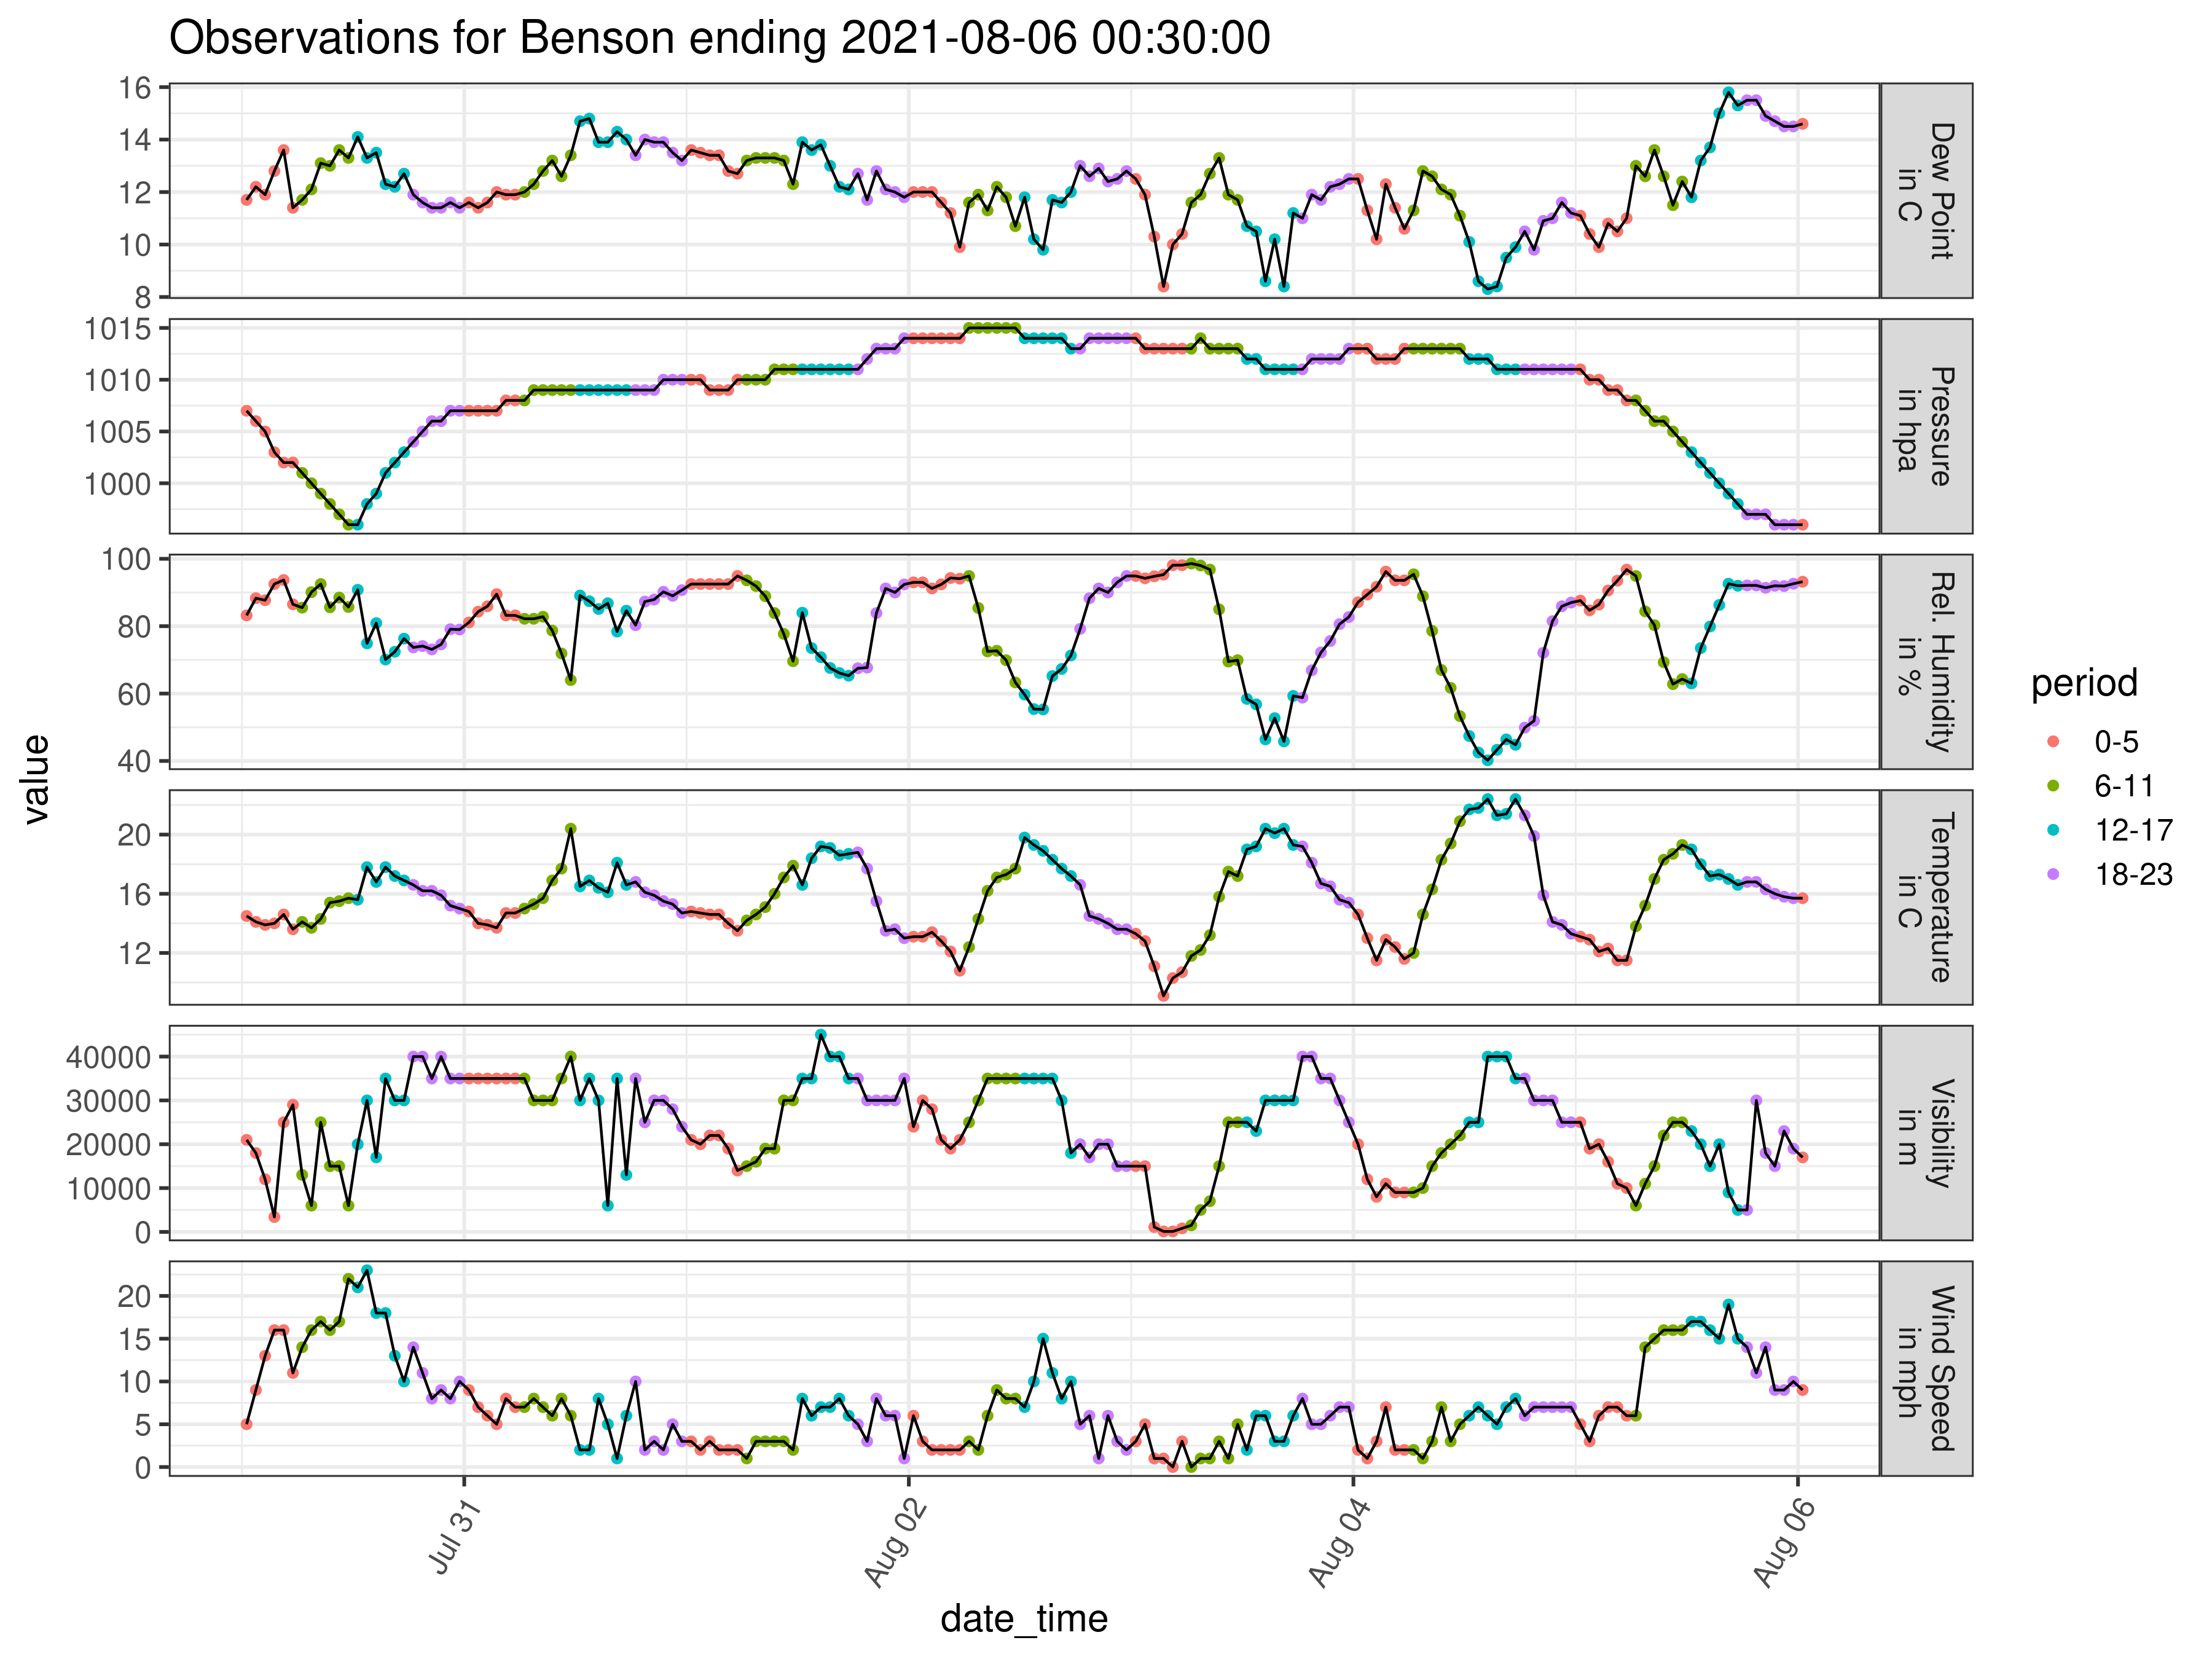 Observations for Benson ending 2021-08-06 00:30:00
16
14
12
10
8
Dew Point
in C
1015
1010
1005
1000
Pressure
in hpa
100
80
60
40
Rel. Humidity
in %
20
16
12
Temperature
in C
40000
30000
20000
10000
0
Visibility
in m
20
15
10
5
0
Wind Speed
in mph
value
Jul 31
Aug 02
Aug 04
Aug 06
date_time
period
0-5
6-11
12-17
18-23